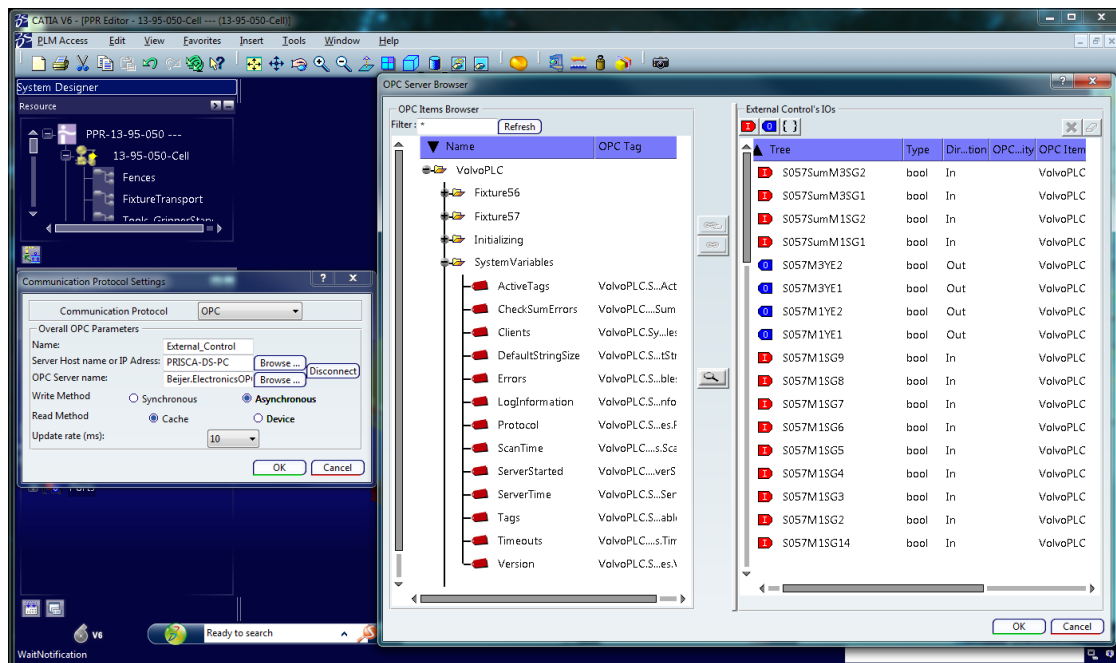 CATIA V6 - [PPR Editor - 13-95-050-Cell --- (13-95-050-Cell)]
PLM Access Edit View Favorites Insert Tools Window Help
System Designer
Resource
PPR-13-95-050 ---
13-95-050-Cell
Fences
FixtureTransport
Communication Protocol Settings
Communication Protocol OPC
Overall OPC Parameters
Name: External_Control
Server Host name or IP Adress: PRISCA-DS-PC Browse ...
Disconnect
OPC Server name: Beijer.ElectronicsOP Browse ...
Write Method Synchronous Asynchronous
Read Method Cache Device
Update rate (ms): 10
OK Cancel
V6 Ready to search
WaitNotification
OPC Server Browser
OPC Items Browser
Filter : * Refresh
Name OPC Tag
VolvoPLC
Fixture56
Fixture57
Initializing
SystemVariables
ActiveTags VolvoPLC.S...Act
CheckSumErrors VolvoPLC....Sum
Clients VolvoPLC.Sy...les
DefaultStringSize VolvoPLC.S...tStr
Errors VolvoPLC.S...ble:
LogInformation VolvoPLC.S...nfo
Protocol VolvoPLC.S...es.F
ScanTime VolvoPLC....s.Sca
ServerStarted VolvoPLC....verS
ServerTime VolvoPLC.S...Ser
Tags VolvoPLC.S...abl
Timeouts VolvoPLC....s.Tim
Version VolvoPLC.S...es.V
External Control's IOs
Tree Type Dir...tion OPC...ity OPC Item
I S057SumM3SG2 bool In VolvoPLC
I S057SumM3SG1 bool In VolvoPLC
I S057SumM1SG2 bool In VolvoPLC
I S057SumM1SG1 bool In VolvoPLC
O S057M3YE2 bool Out VolvoPLC
O S057M3YE1 bool Out VolvoPLC
O S057M1YE2 bool Out VolvoPLC
O S057M1YE1 bool Out VolvoPLC
I S057M1SG9 bool In VolvoPLC
I S057M1SG8 bool In VolvoPLC
I S057M1SG7 bool In VolvoPLC
I S057M1SG6 bool In VolvoPLC
I S057M1SG5 bool In VolvoPLC
I S057M1SG4 bool In VolvoPLC
I S057M1SG3 bool In VolvoPLC
I S057M1SG2 bool In VolvoPLC
I S057M1SG14 bool In VolvoPLC
OK Cancel